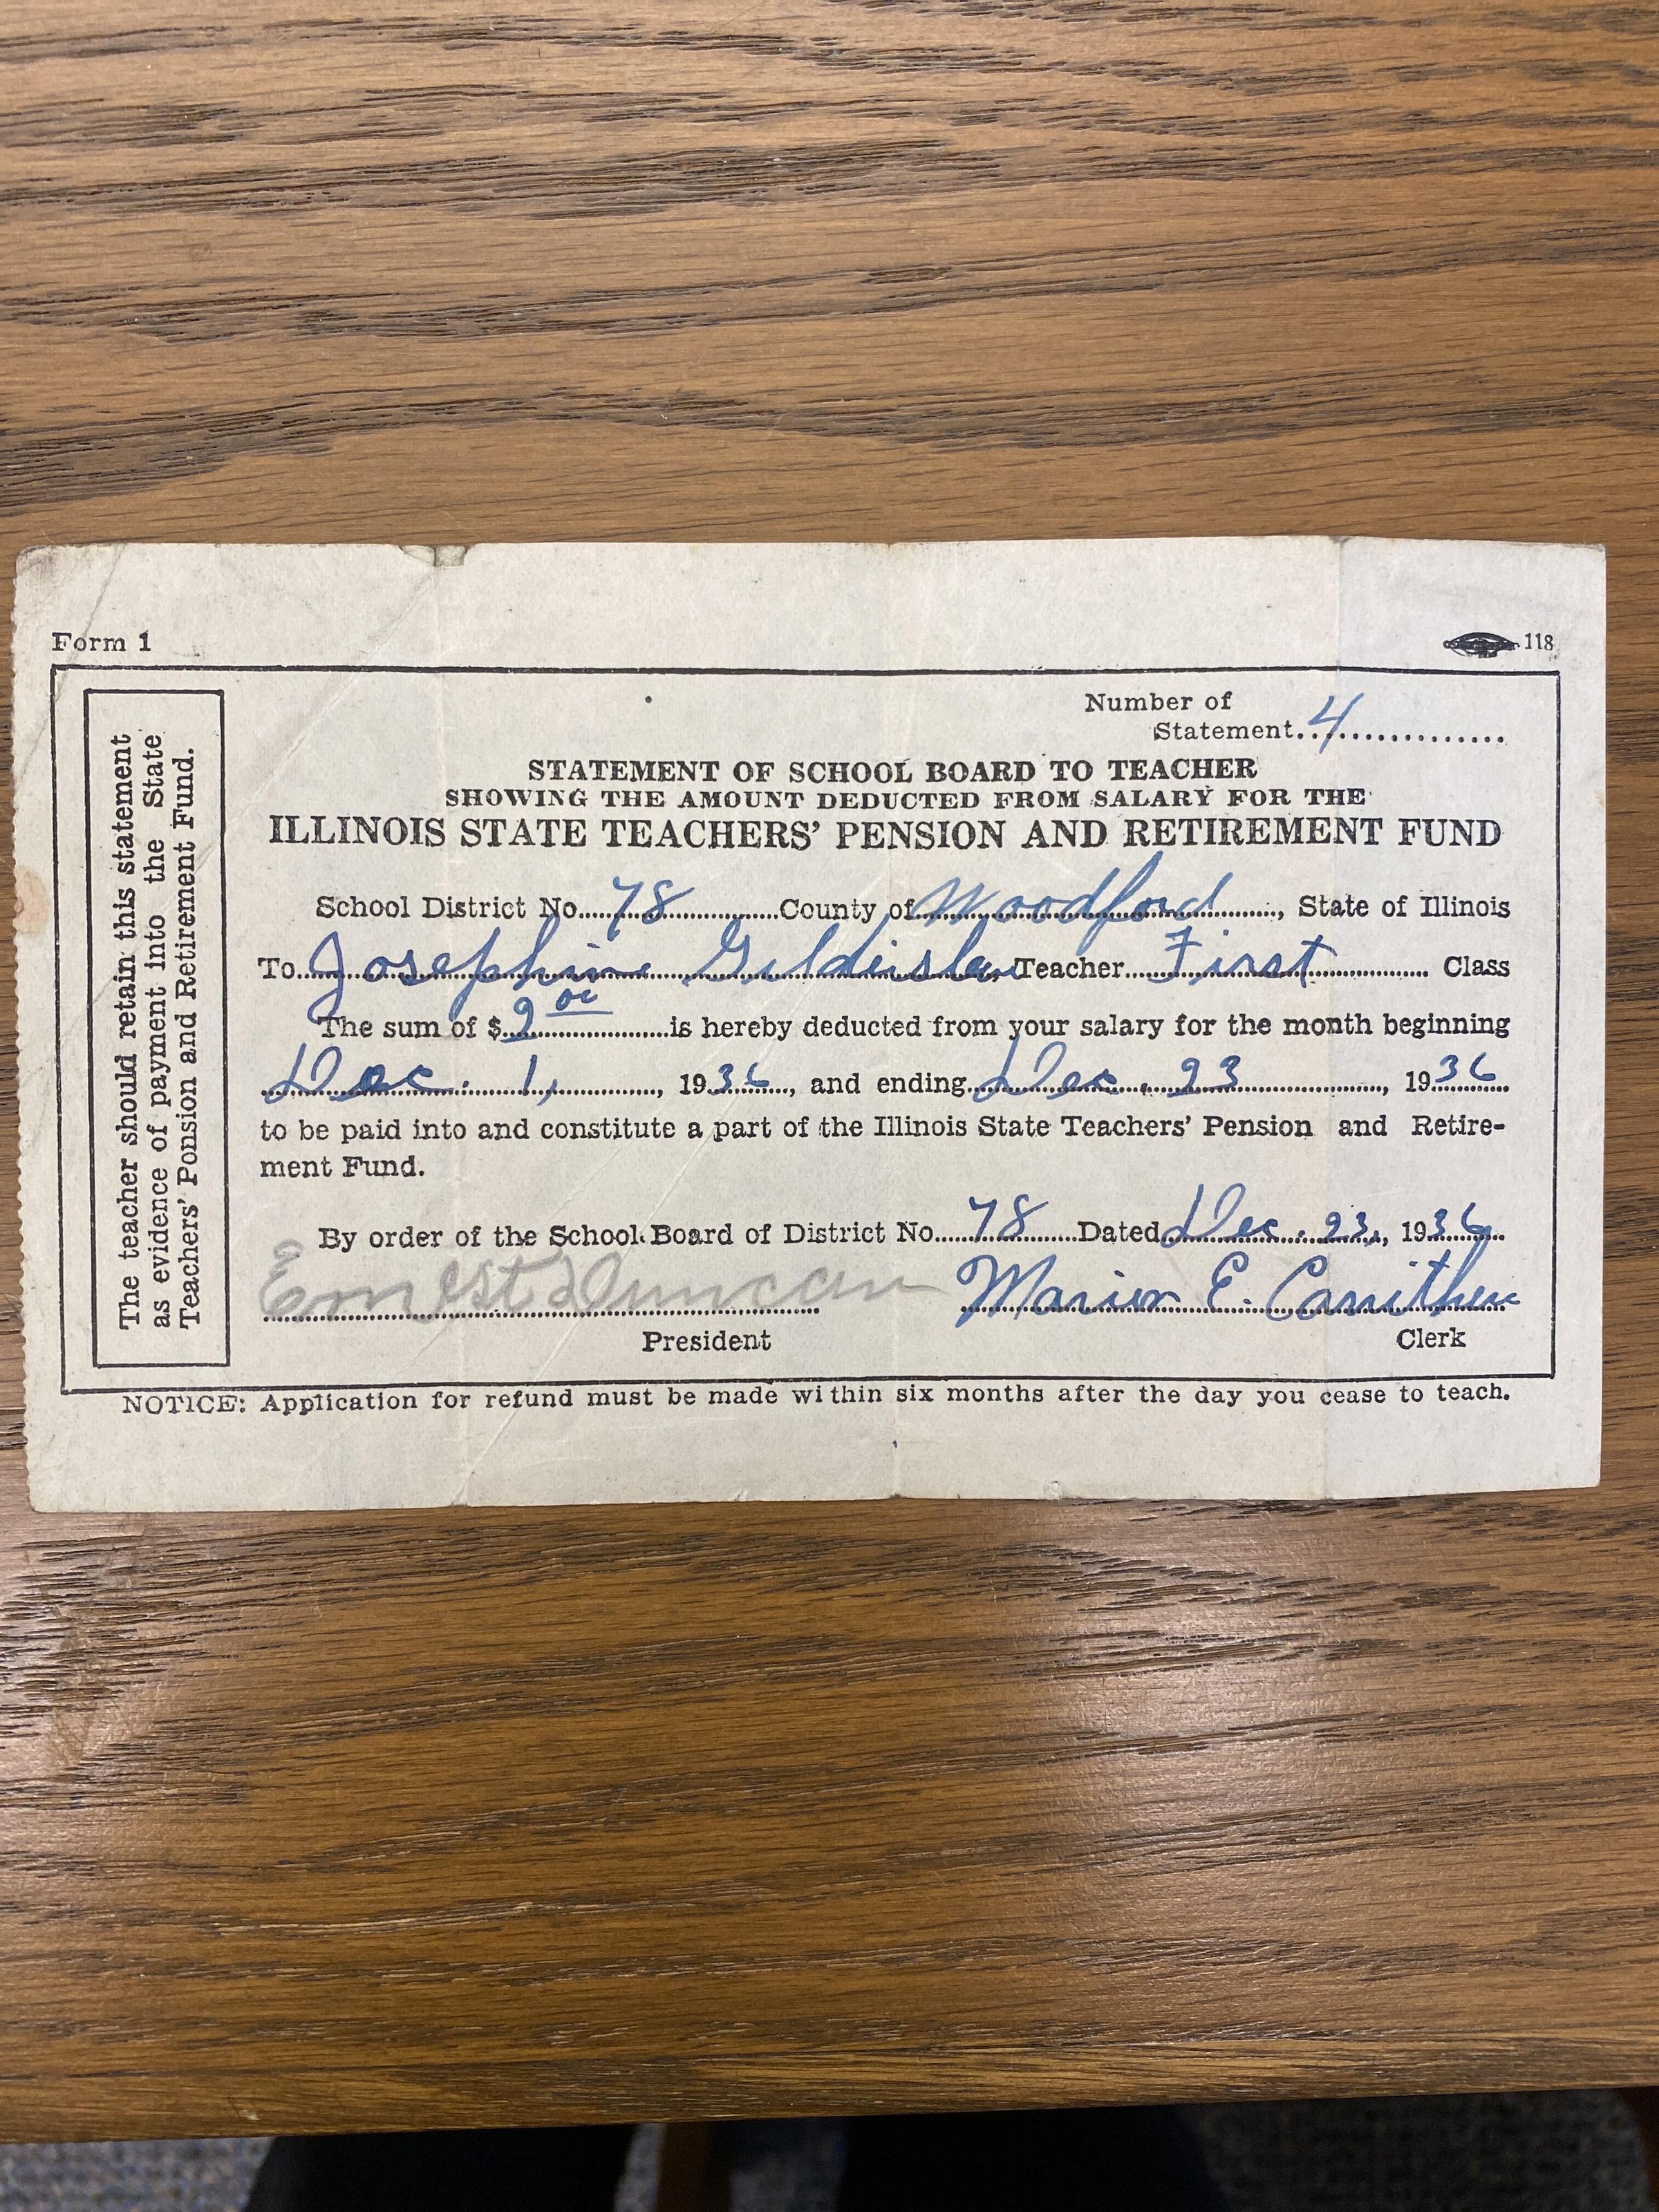 Form 1
118
The teacher should retain this statement
as evidence of payment into the State
Teachers' Ponsion and Retirement Fund.
Number of
Statement....4...............
STATEMENT OF SCHOOL BOARD TO TEACHER
SHOWING THE AMOUNT DEDUCTED FROM SALARY FOR THE
ILLINOIS STATE TEACHERS' PENSION AND RETIREMENT FUND
School District No. 78 County of Woodford, State of Illinois
To Josephine Teacher First Class
The sum of $ 2 00 is hereby deducted from your salary for the month beginning
Dec. 1, 1936, and ending Dec. 23, 1936
to be paid into and constitute a part of the Illinois State Teachers' Pension and Retire-
ment Fund.
By order of the School Board of District No. 78 Dated Dec. 23, 1936
Ernest Duncan Marion E.
President Clerk
NOTICE: Application for refund must be made within six months after the day you cease to teach.